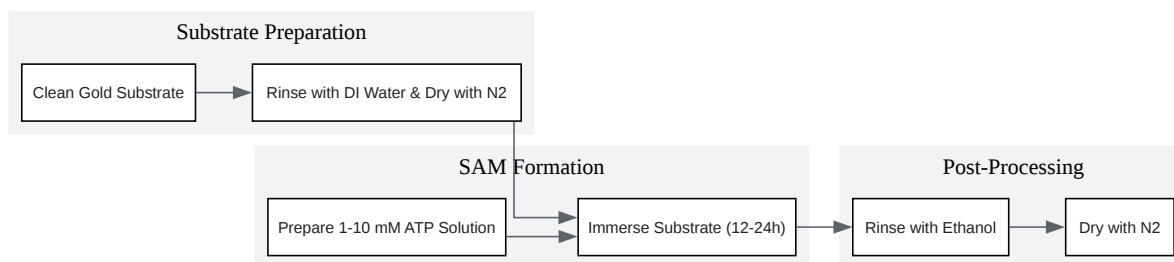 Substrate Preparation
Clean Gold Substrate
Rinse with DI Water & Dry with N2
SAM Formation
Prepare 1-10 mM ATP Solution
Immerse Substrate (12-24h)
Post-Processing
Rinse with Ethanol
Dry with N2